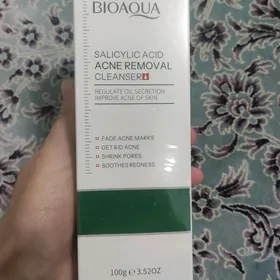 BIOAQUA
SALICYLIC ACID
ACNE REMOVAL
CLEANSER
REGULATE OIL SECRETION
IMPROVE ACNE OF SKIN
FADE ACNE MARKS
GET RID ACNE
SHRINK PORES
SOOTHES REDNESS
100g ℮ 3.52OZ